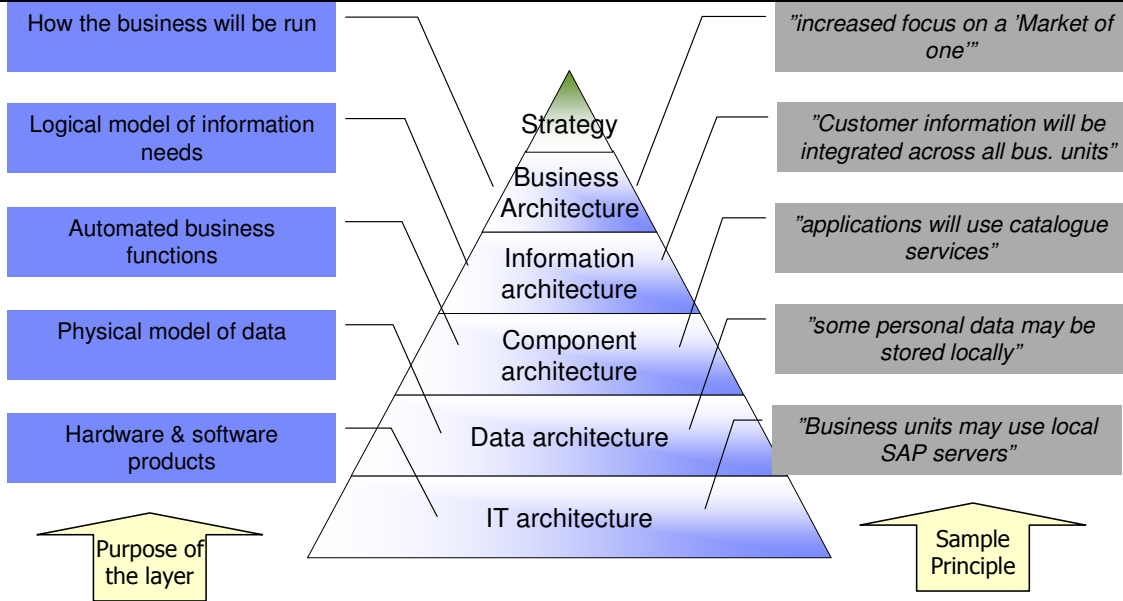 How the business will be run
Logical model of information
needs
Automated business
functions
Physical model of data
Hardware & software
products
Purpose of
the layer
Strategy
Business
Architecture
Information
architecture
Component
architecture
Data architecture
IT architecture
”increased focus on a ’Market of
one’”
”Customer information will be
integrated across all bus. units”
”applications will use catalogue
services”
”some personal data may be
stored locally”
”Business units may use local
SAP servers”
Sample
Principle